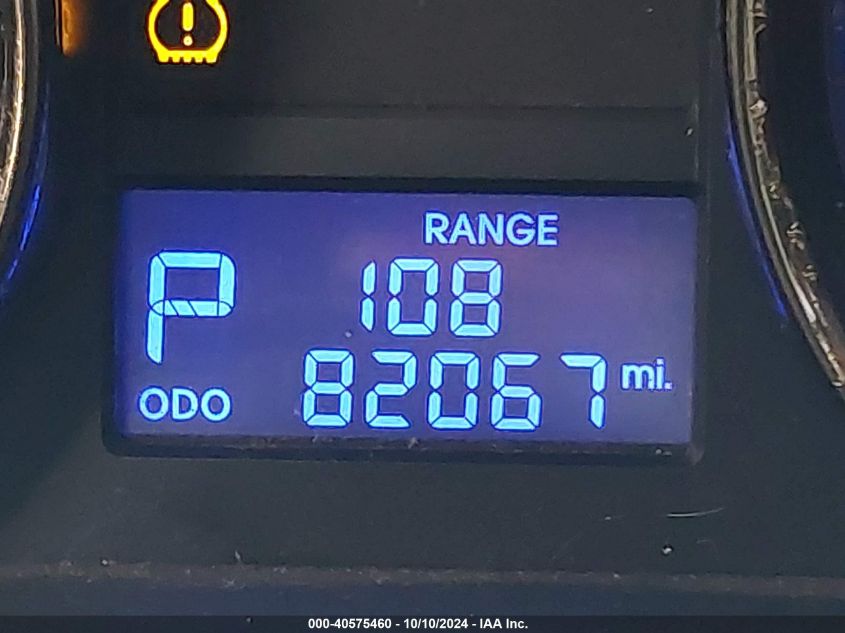 RANGE
P 108
ODO 82067 mi.
000-40575460 - 10/10/2024 - IAA Inc.